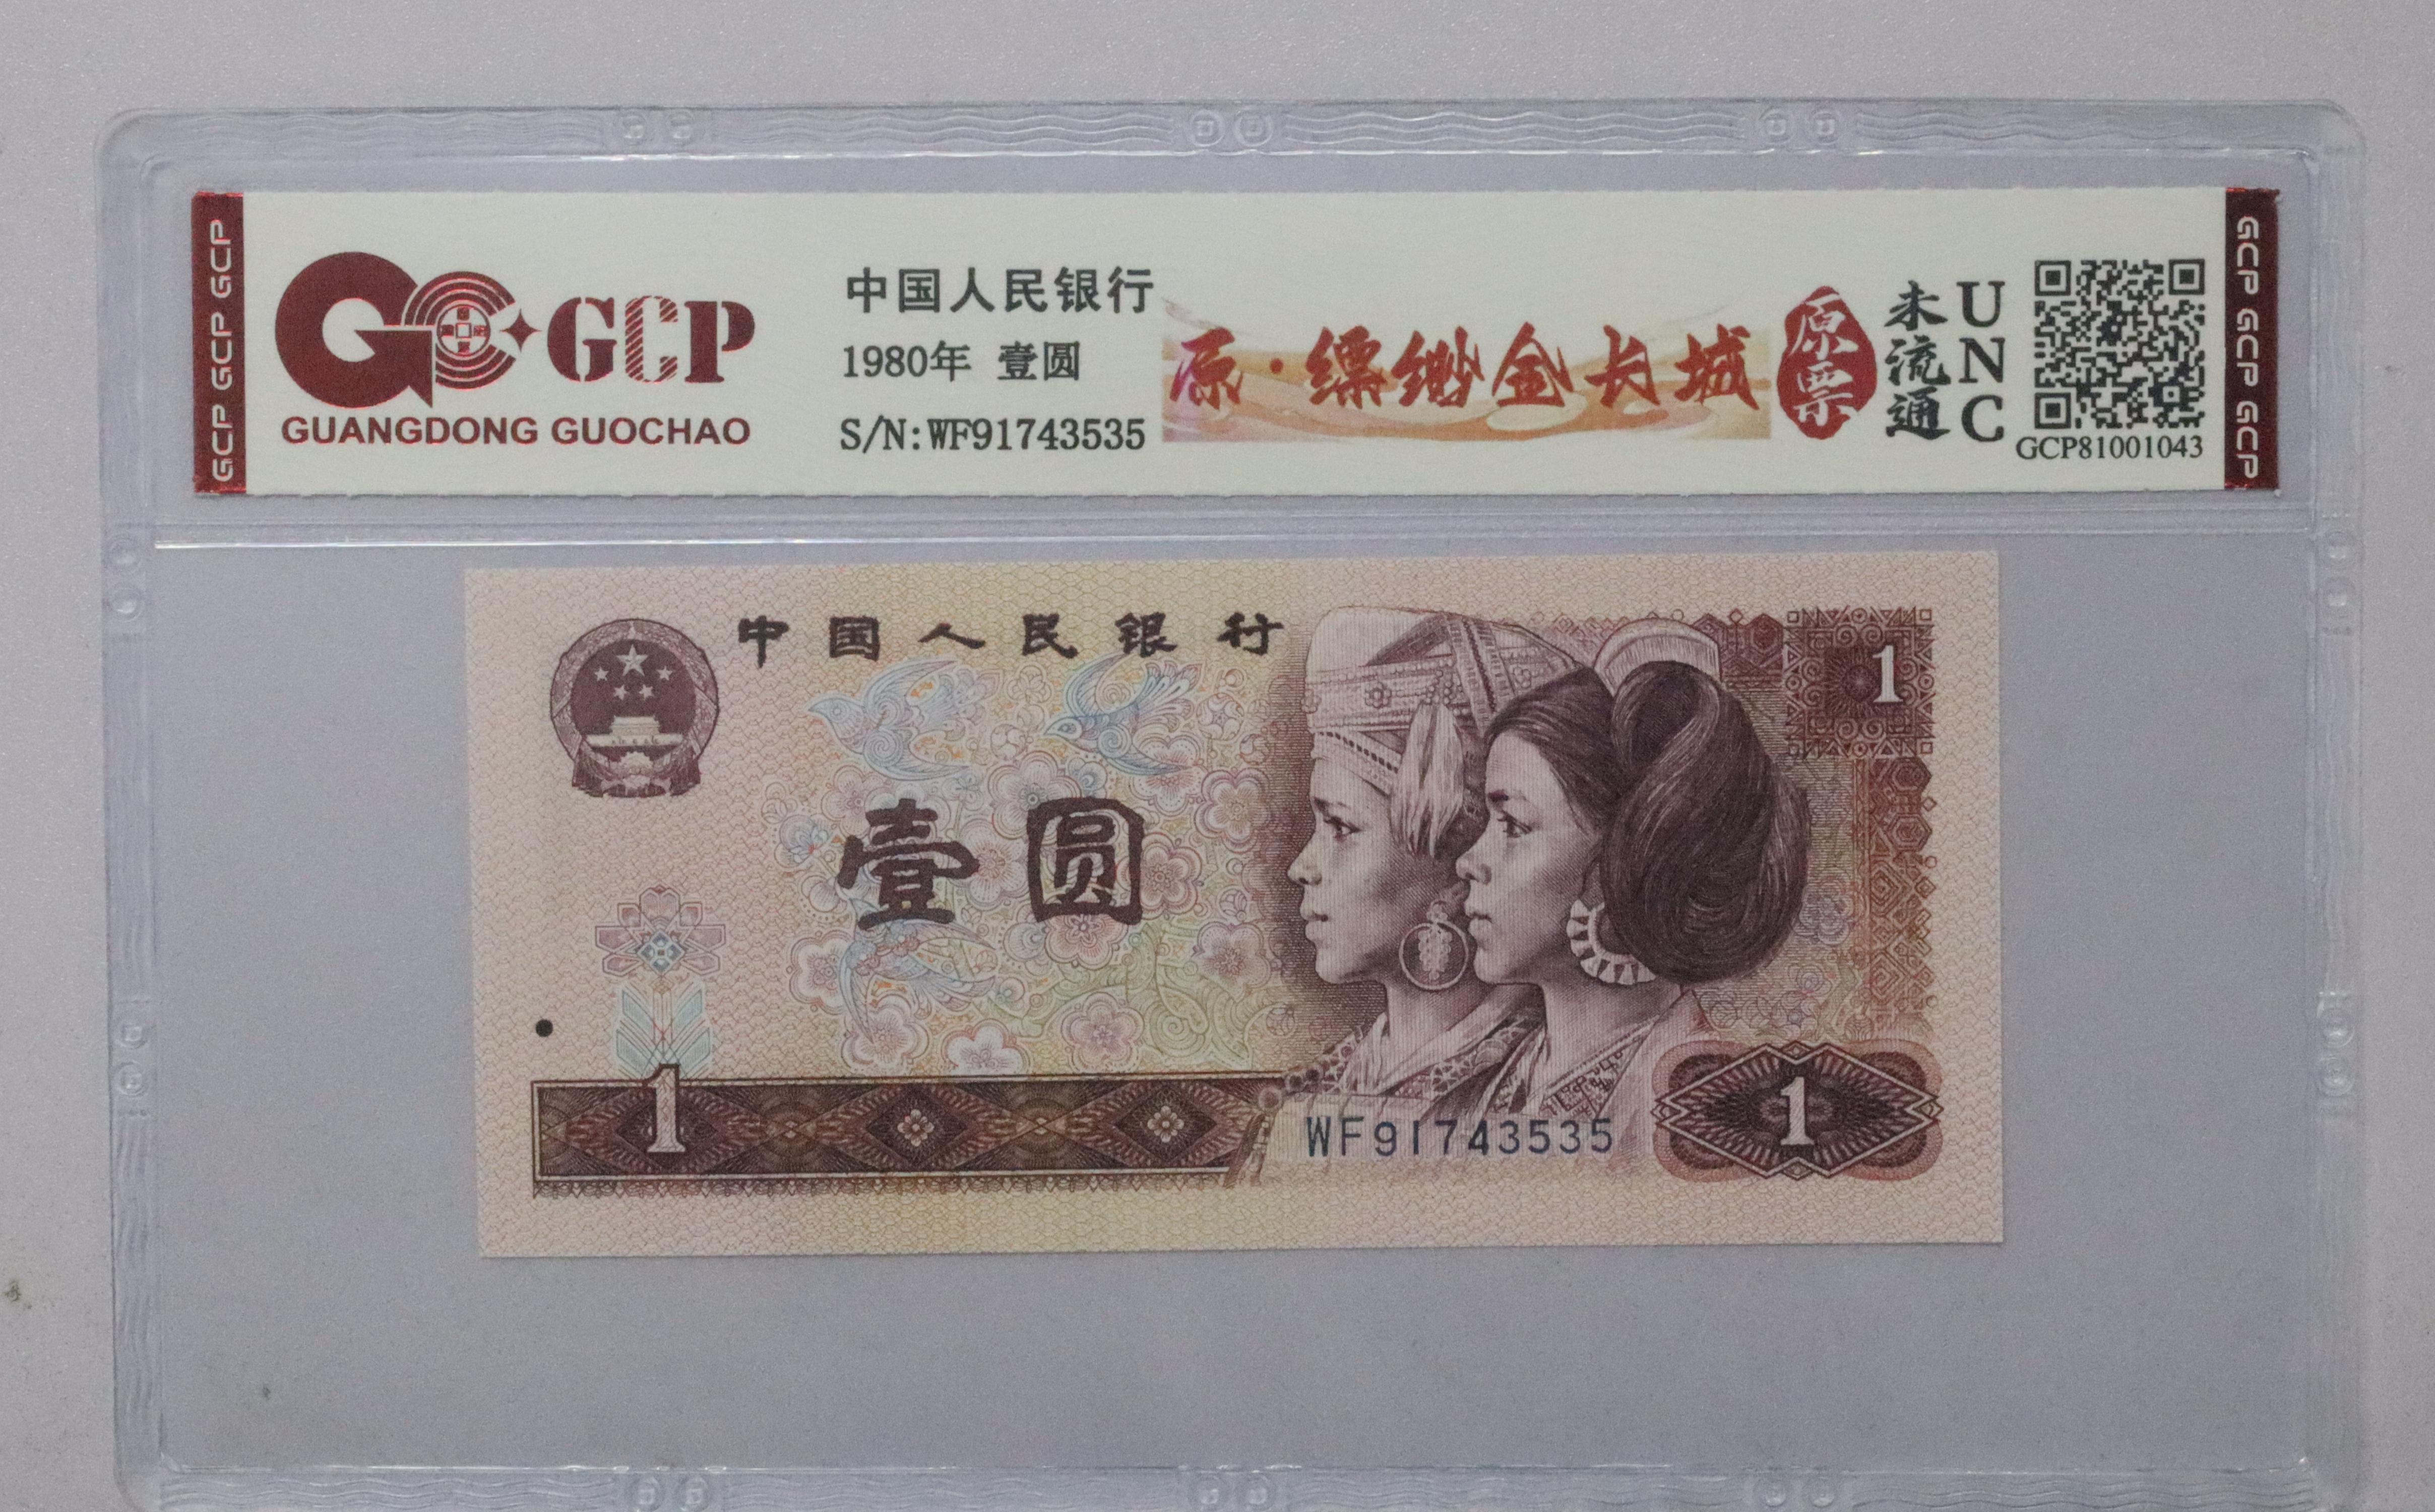 GCP GCP GCP
GCP
GUANGDONG GUOCHAO
中国人民银行
1980年 壹圆
S/N:WF91743535
原·缥缈金长城
原票
未流通
UNC
GCP81001043
GCP GCP GCP
中国人民银行
1
壹圆
1
WF91743535
1